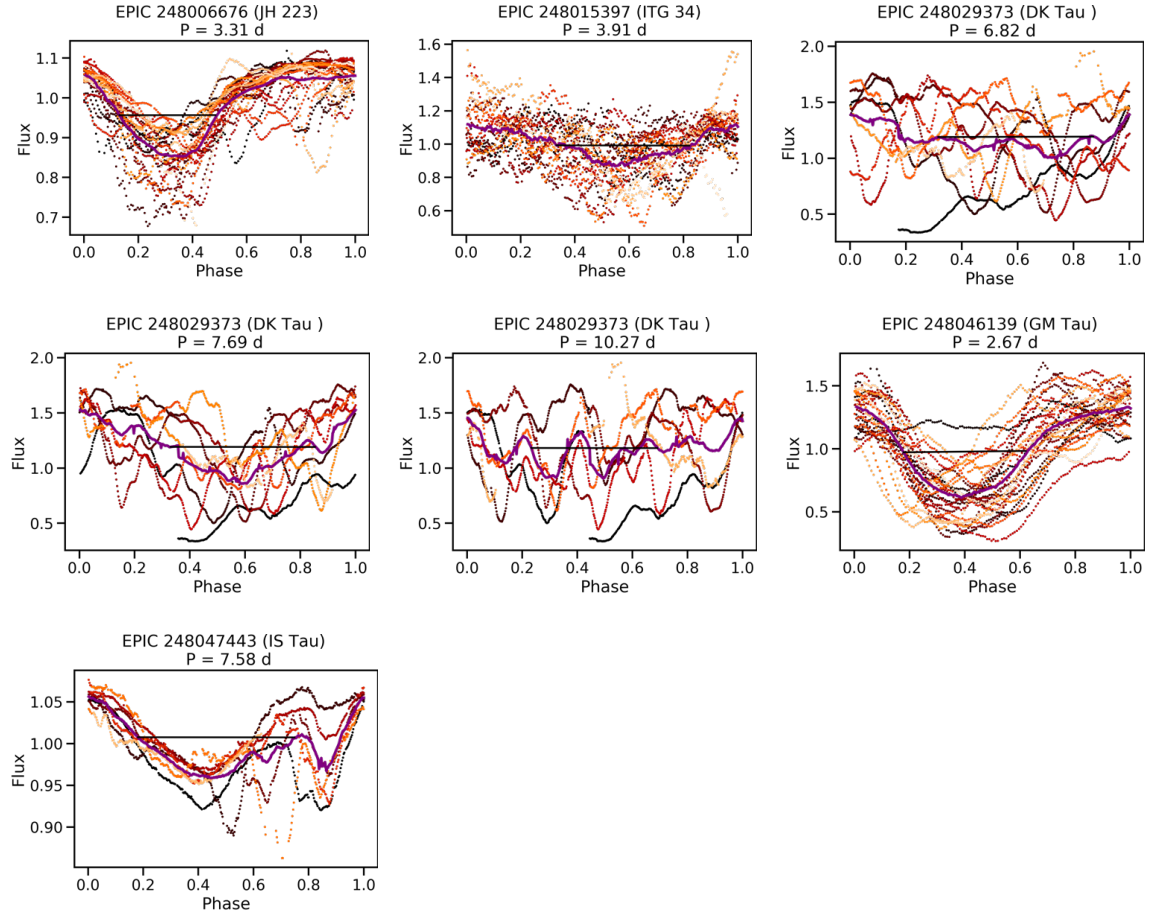 EPIC 248006676 (JH 223)
P = 3.31 d
1.1
1.0
0.9
0.8
0.7
Flux
0.0 0.2 0.4 0.6 0.8 1.0
Phase
EPIC 248015397 (ITG 34)
P = 3.91 d
1.6
1.4
1.2
1.0
0.8
0.6
Flux
0.0 0.2 0.4 0.6 0.8 1.0
Phase
EPIC 248029373 (DK Tau )
P = 6.82 d
2.0
1.5
1.0
0.5
Flux
0.0 0.2 0.4 0.6 0.8 1.0
Phase
EPIC 248029373 (DK Tau )
P = 7.69 d
2.0
1.5
1.0
0.5
Flux
0.0 0.2 0.4 0.6 0.8 1.0
Phase
EPIC 248029373 (DK Tau )
P = 10.27 d
2.0
1.5
1.0
0.5
Flux
0.0 0.2 0.4 0.6 0.8 1.0
Phase
EPIC 248046139 (GM Tau)
P = 2.67 d
1.5
1.0
0.5
Flux
0.0 0.2 0.4 0.6 0.8 1.0
Phase
EPIC 248047443 (IS Tau)
P = 7.58 d
1.05
1.00
0.95
0.90
Flux
0.0 0.2 0.4 0.6 0.8 1.0
Phase